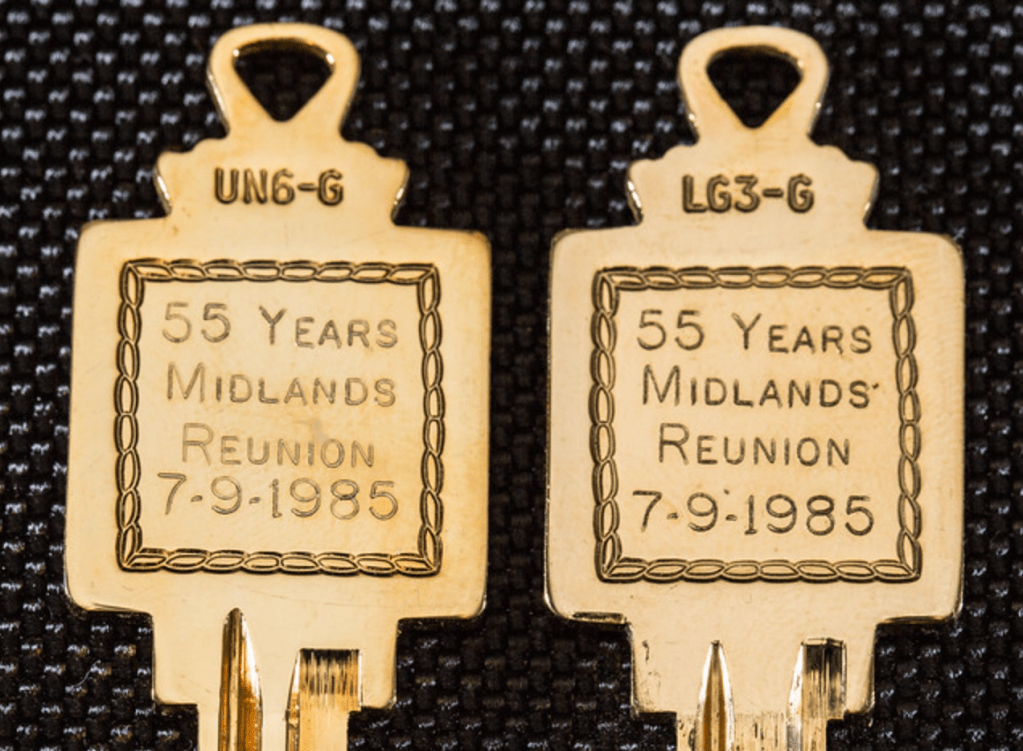 UN6-G
55 YEARS
MIDLANDS
REUNION
7-9-1985
LG3-G
55 YEARS
MIDLANDS
REUNION
7-9-1985